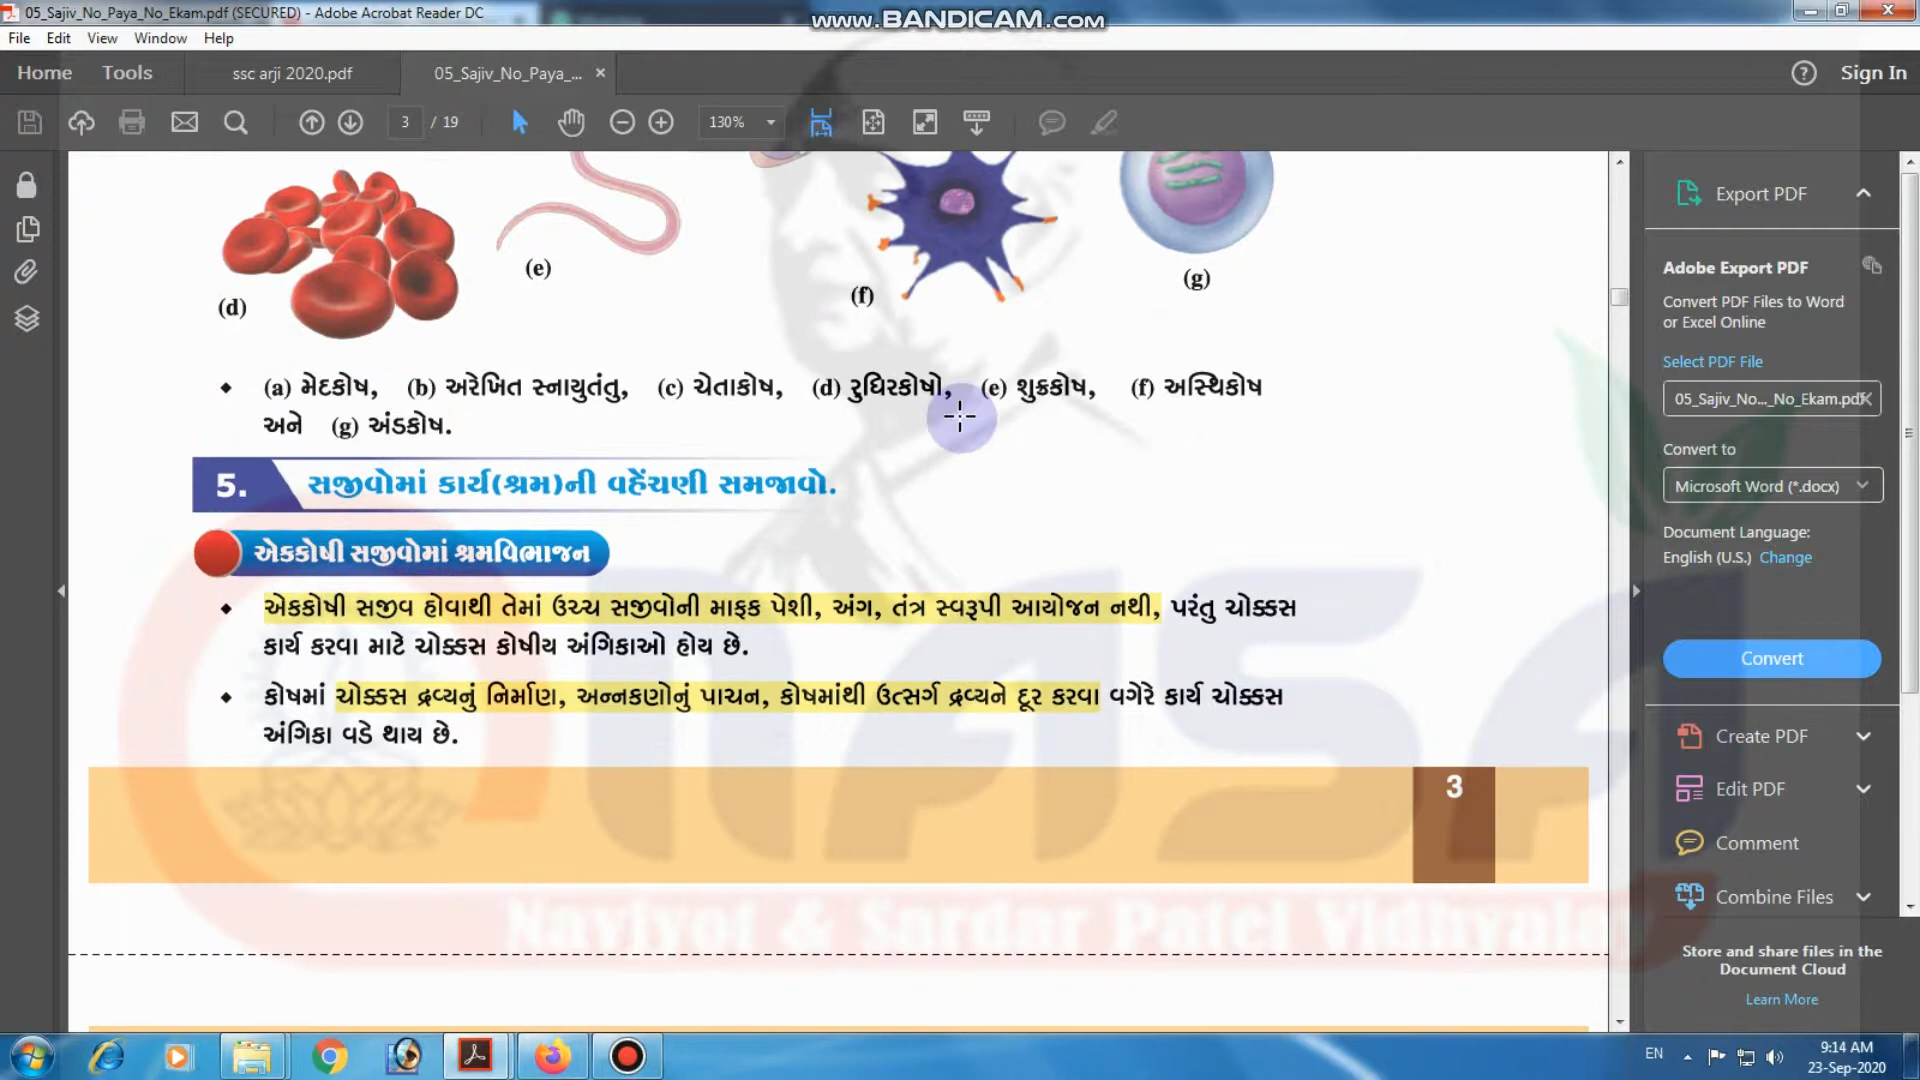 05_Sajiv_No_Paya_No_Ekam.pdf (SECURED) - Adobe Acrobat Reader DC
www.BANDICAM.com
File Edit View Window Help
Home Tools ssc arji 2020.pdf 05_Sajiv_No_Paya_... × Sign In
3 / 19 130%
(d)
(e)
(f)
(g)
(a) મેદકોષ, (b) અરેખિત સ્નાયુતંતુ, (c) ચેતાકોષ, (d) રુધિરકોષો, (e) શુક્રકોષ, (f) અસ્થિકોષ
અને (g) અંડકોષ.
5. સજીવોમાં કાર્ય(શ્રમ)ની વહેંચણી સમજાવો.
એકકોષી સજીવોમાં શ્રમવિભાજન
એકકોષી સજીવ હોવાથી તેમાં ઉચ્ચ સજીવોની માફક પેશી, અંગ, તંત્ર સ્વરૂપી આયોજન નથી, પરંતુ ચોક્કસ
કાર્ય કરવા માટે ચોક્કસ કોષીય અંગિકાઓ હોય છે.
કોષમાં ચોક્કસ દ્રવ્યનું નિર્માણ, અન્નકણોનું પાચન, કોષમાંથી ઉત્સર્ગ દ્રવ્યને દૂર કરવા વગેરે કાર્ય ચોક્કસ
અંગિકા વડે થાય છે.
3
NASA
Navjyot & Sardar Patel Vidhyalay
Export PDF
Adobe Export PDF
Convert PDF Files to Word
or Excel Online
Select PDF File
05_Sajiv_No..._No_Ekam.pdf
Convert to
Microsoft Word (*.docx)
Document Language:
English (U.S.) Change
Convert
Create PDF
Edit PDF
Comment
Combine Files
Store and share files in the
Document Cloud
Learn More
EN
9:14 AM
23-Sep-2020